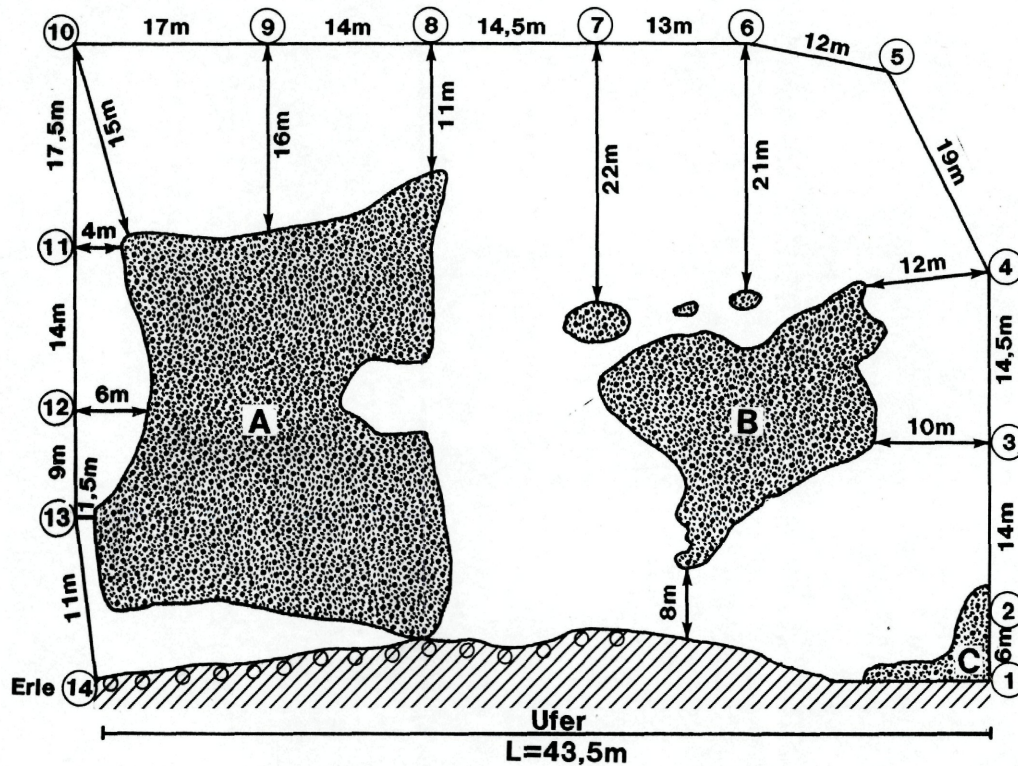 10 17m 9 14m 8 14,5m 7 13m 6 12m 5
17,5m 15m 16m 11m 22m 21m 19m
11 4m 12m 4
14m 14,5m
12 6m A B 10m 3
9m
13 1,5m 14m
11m 8m 2
C 6m
Erle 14 1
Ufer
L=43,5m